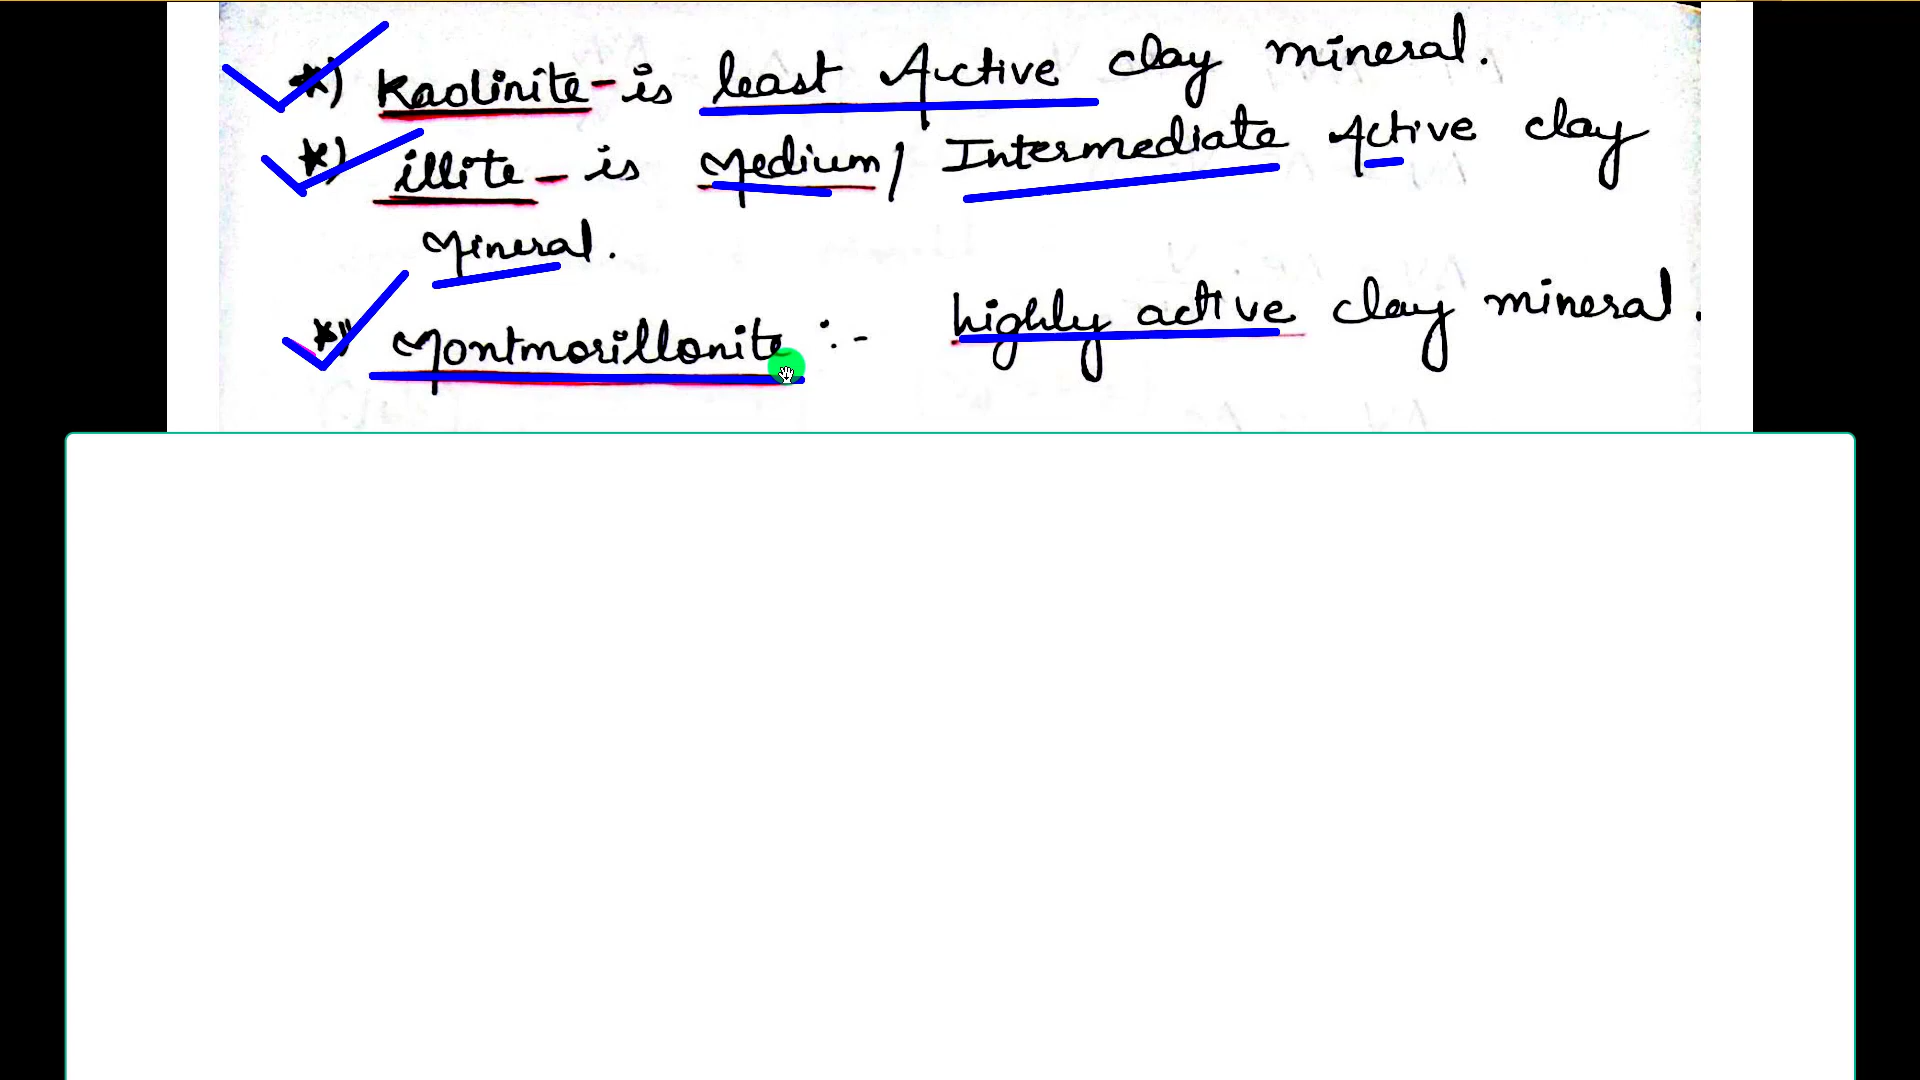 *) Kaolinite - is least Active clay mineral.
*) illite - is Medium / Intermediate Active clay
Mineral.
*) Montmorillonite :- highly active clay mineral.